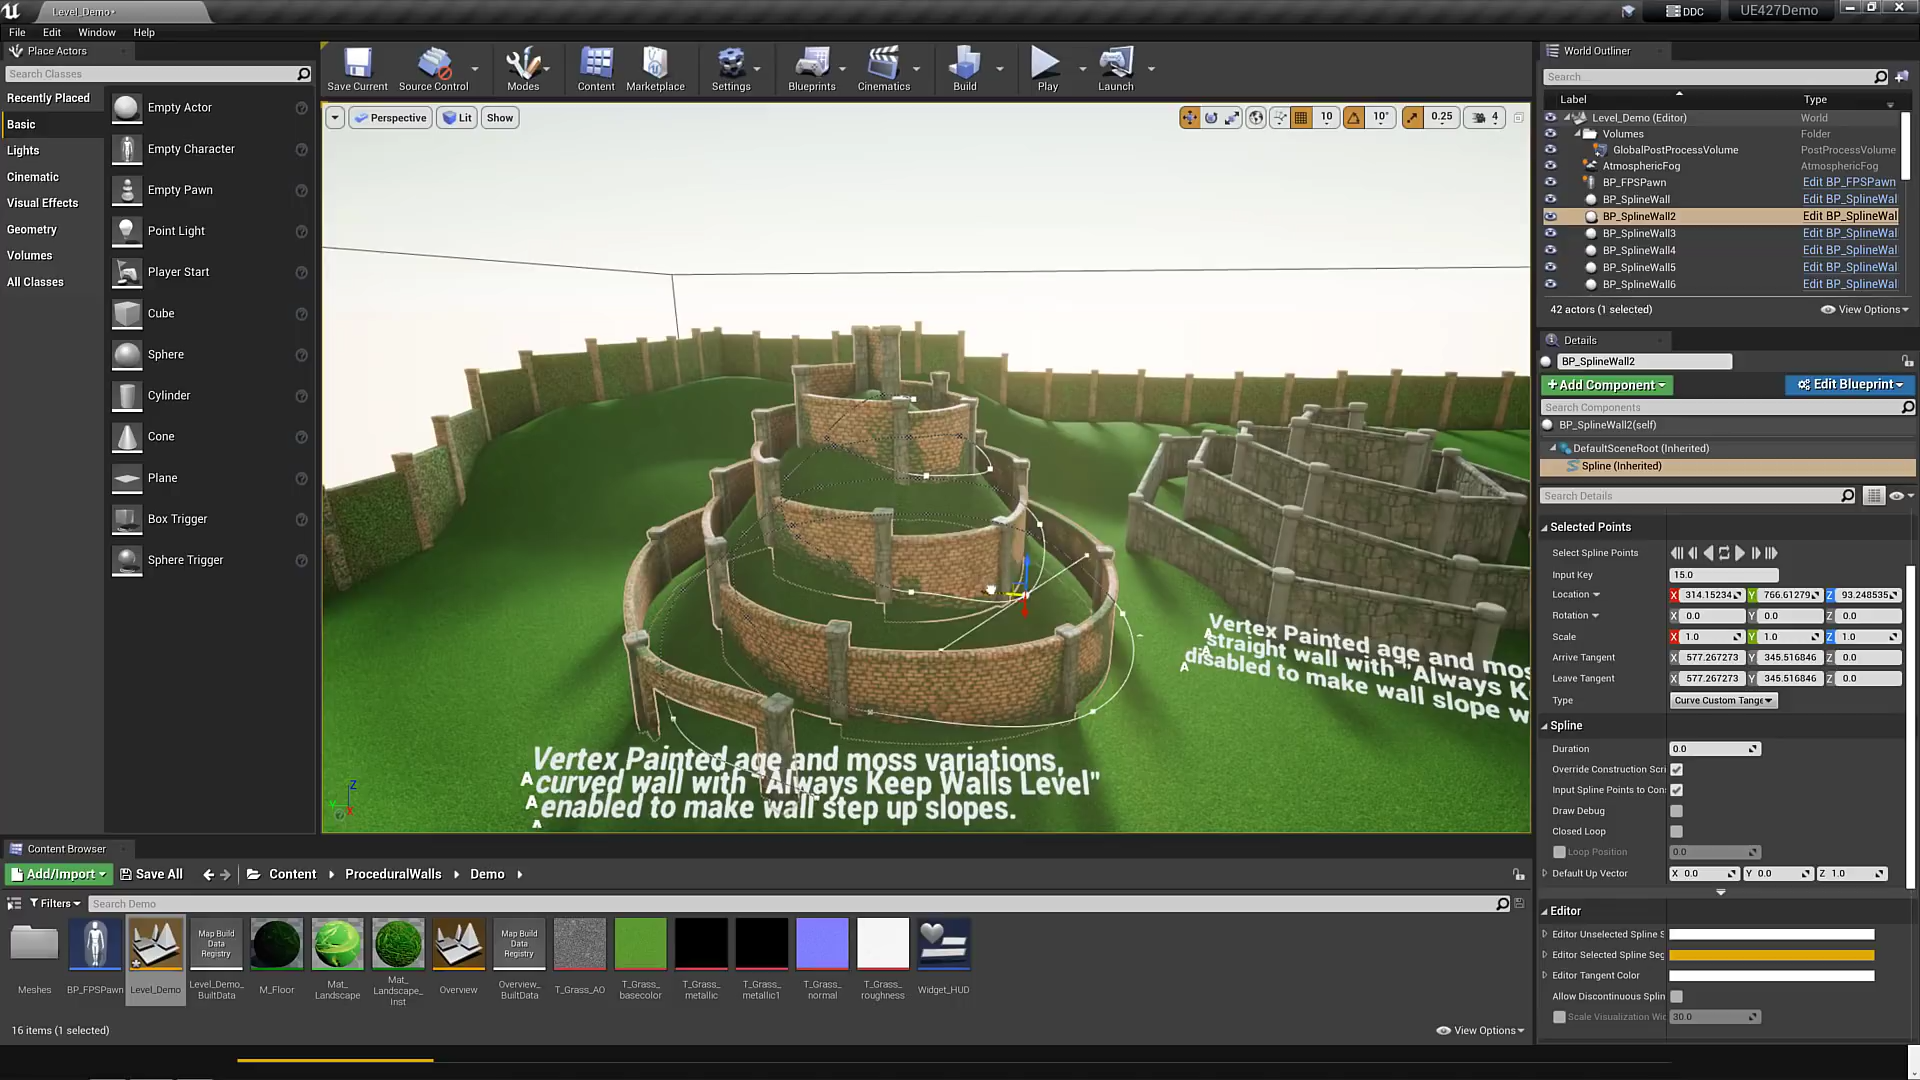 Level_Demo•
DDC
UE427Demo
File Edit Window Help
Place Actors
Search Classes
Recently Placed
Basic
Lights
Cinematic
Visual Effects
Geometry
Volumes
All Classes
Empty Actor
Empty Character
Empty Pawn
Point Light
Player Start
Cube
Sphere
Cylinder
Cone
Plane
Box Trigger
Sphere Trigger
Save Current Source Control Modes Content Marketplace Settings Blueprints Cinematics Build Play Launch
Perspective Lit Show
10 10° 0.25 4
Vertex Painted age and moss variations,
curved wall with "Always Keep Walls Level"
enabled to make wall step up slopes.
Vertex Painted age and mos
straight wall with "Always K
disabled to make wall slope w
World Outliner
Search...
Label Type
Level_Demo (Editor) World
Volumes Folder
GlobalPostProcessVolume PostProcessVolume
AtmosphericFog AtmosphericFog
BP_FPSPawn Edit BP_FPSPawn
BP_SplineWall Edit BP_SplineWal
BP_SplineWall2 Edit BP_SplineWal
BP_SplineWall3 Edit BP_SplineWal
BP_SplineWall4 Edit BP_SplineWal
BP_SplineWall5 Edit BP_SplineWal
BP_SplineWall6 Edit BP_SplineWal
42 actors (1 selected) View Options
Details
BP_SplineWall2
+Add Component Edit Blueprint
Search Components
BP_SplineWall2(self)
DefaultSceneRoot (Inherited)
Spline (Inherited)
Search Details
Selected Points
Select Spline Points
Input Key 15.0
Location X 314.15234 Y 766.61279 Z 93.248535
Rotation X 0.0 Y 0.0 Z 0.0
Scale X 1.0 Y 1.0 Z 1.0
Arrive Tangent X 577.267273 Y 345.516846 Z 0.0
Leave Tangent X 577.267273 Y 345.516846 Z 0.0
Type Curve Custom Tange
Spline
Duration 0.0
Override Construction Scri
Input Spline Points to Con
Draw Debug
Closed Loop
Loop Position 0.0
Default Up Vector X 0.0 Y 0.0 Z 1.0
Editor
Editor Unselected Spline S
Editor Selected Spline Seg
Editor Tangent Color
Allow Discontinuous Splin
Scale Visualization Wi 30.0
Content Browser
Add/Import Save All Content ProceduralWalls Demo
Filters Search Demo
Map Build
Data
Registry
Map Build
Data
Registry
Meshes
BP_FPSPawn
Level_Demo
Level_Demo_
BuiltData
M_Floor
Mat_
Landscape
Mat_
Landscape_
Inst
Overview
Overview_
BuiltData
T_Grass_AO
T_Grass_
basecolor
T_Grass_
metallic
T_Grass_
metallic1
T_Grass_
normal
T_Grass_
roughness
Widget_HUD
16 items (1 selected) View Options